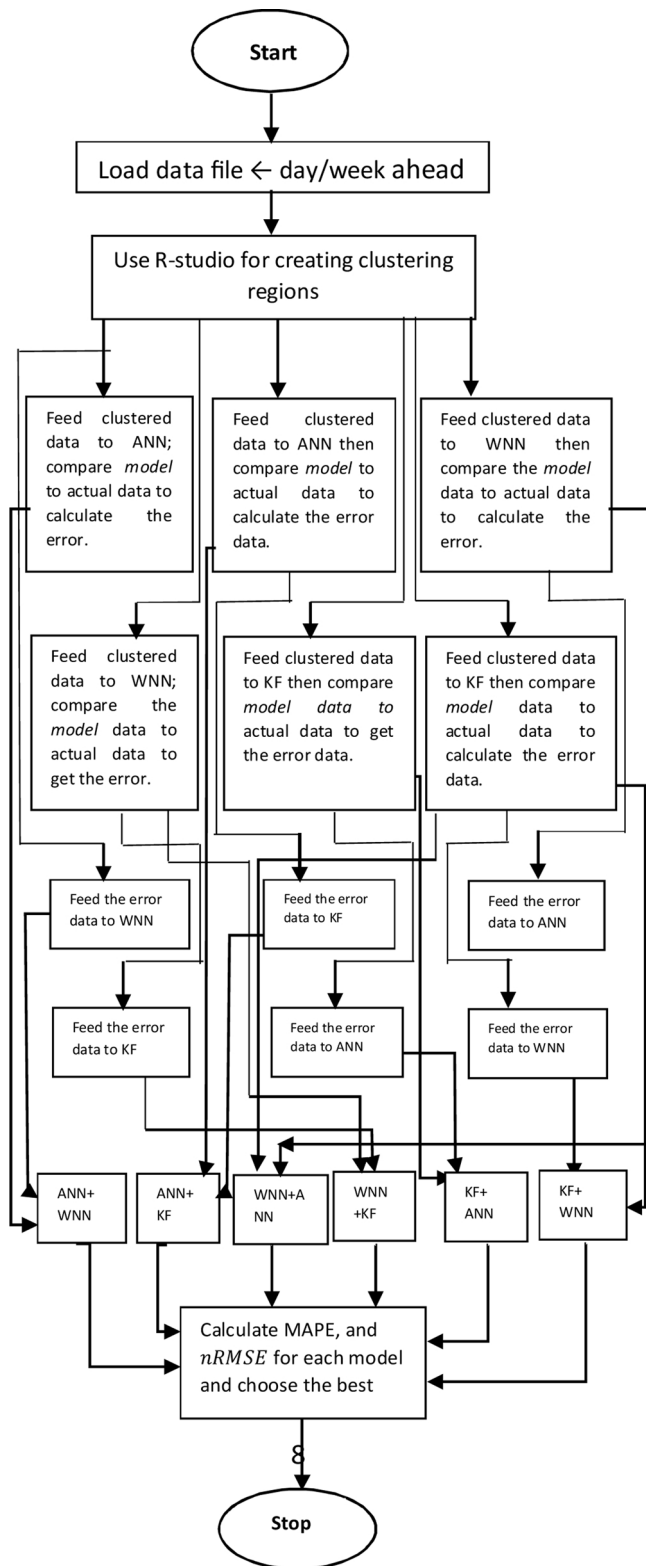 Start
Load data file ← day/week ahead
Use R-studio for creating clustering
regions
Feed clustered
data to ANN;
compare model
to actual data to
calculate the
error.
Feed clustered
data to ANN then
compare model to
actual data to
calculate the error
data.
Feed clustered data
to WNN then
compare the model
data to actual data
to calculate the
error.
Feed clustered
data to WNN;
compare the
model data to
actual data to
get the error.
Feed clustered data
to KF then compare
model data to
actual data to get
the error data.
Feed clustered data
to KF then compare
model data to
actual data to
calculate the error
data.
Feed the error
data to WNN
Feed the error
data to KF
Feed the error
data to ANN
Feed the error
data to KF
Feed the error
data to ANN
Feed the error
data to WNN
ANN+
WNN
ANN+
KF
WNN+A
NN
WNN
+KF
KF+
ANN
KF+
WNN
Calculate MAPE, and
nRMSE for each model
and choose the best
8
Stop